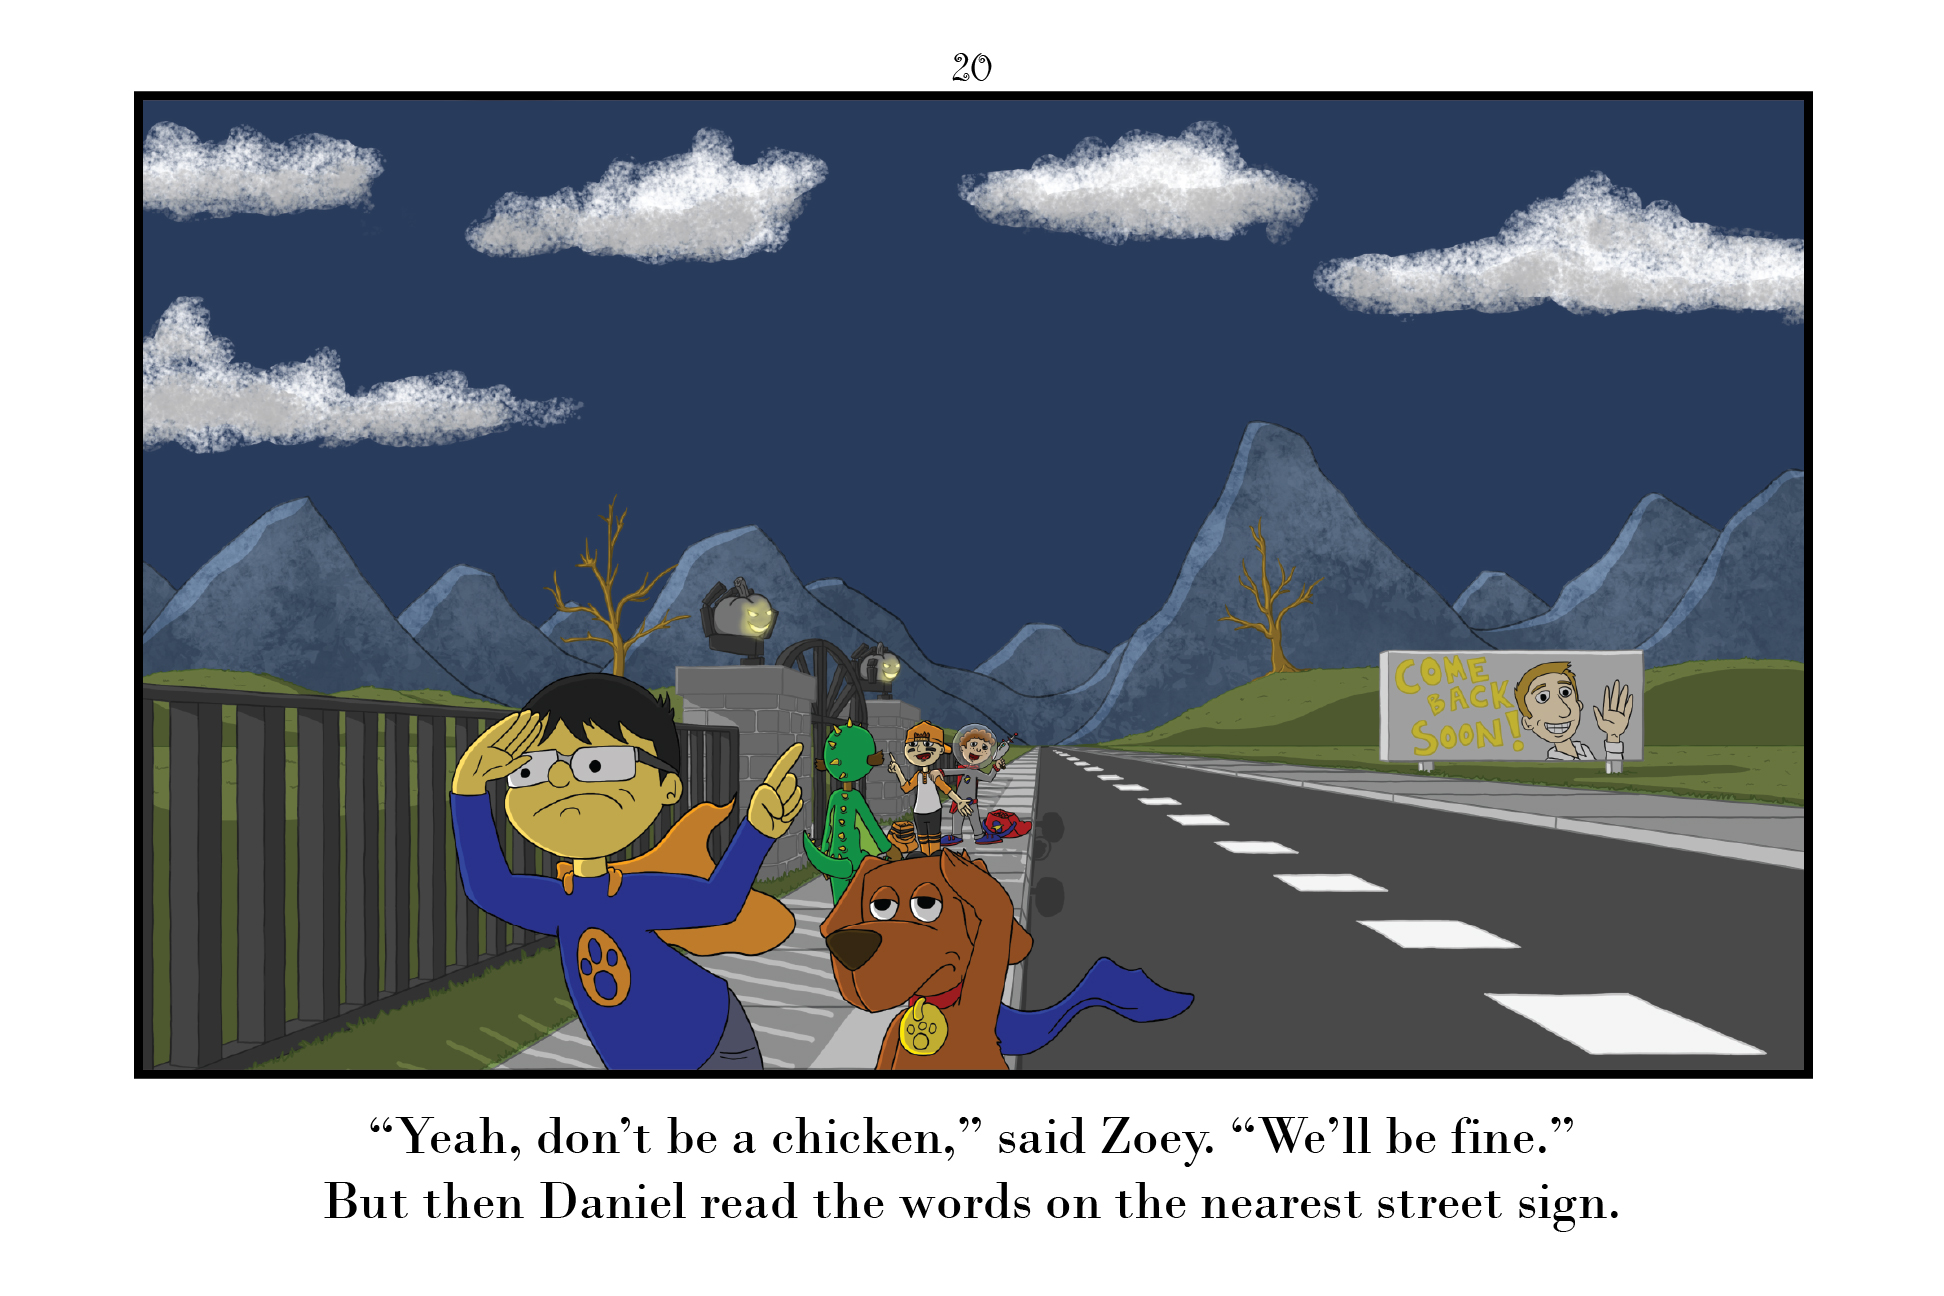 20
COME
BACK
SOON!
“Yeah, don’t be a chicken,” said Zoey. “We’ll be fine.”
But then Daniel read the words on the nearest street sign.